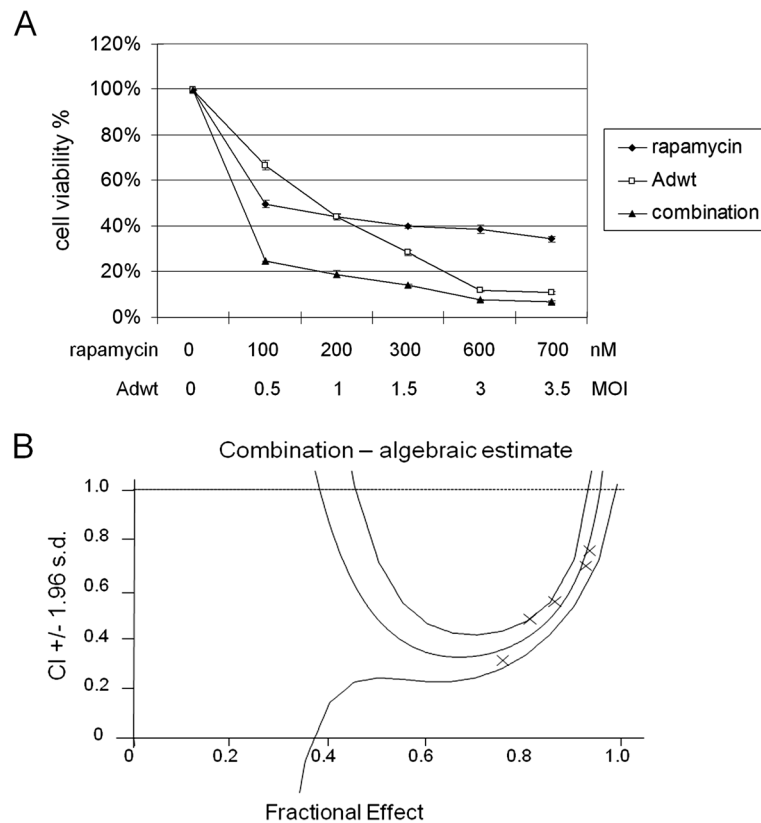 A
120%
100%
80%
60%
40%
20%
0%
cell viability %
rapamycin
Adwt
combination
rapamycin 0 100 200 300 600 700 nM
Adwt 0 0.5 1 1.5 3 3.5 MOI
B
Combination – algebraic estimate
1.0
0.8
0.6
0.4
0.2
0
CI +/- 1.96 s.d.
0 0.2 0.4 0.6 0.8 1.0
Fractional Effect